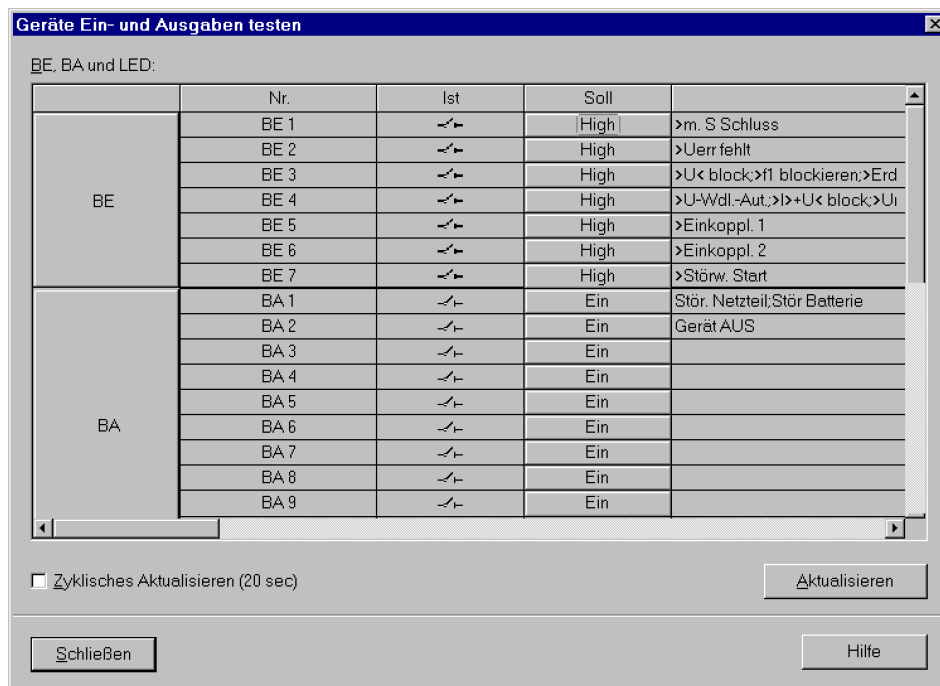 Geräte Ein- und Ausgaben testen
BE, BA und LED:
Nr. Ist Soll
BE
BE 1 High >m. S Schluss
BE 2 High >Uerr fehlt
BE 3 High >U< block;>f1 blockieren;>Erd
BE 4 High >U-Wdl.-Aut.;>I>+U< block;
BE 5 High >Einkoppl. 1
BE 6 High >Einkoppl. 2
BE 7 High >Störw. Start
BA
BA 1 Ein Stör. Netzteil;Stör Batterie
BA 2 Ein Gerät AUS
BA 3 Ein
BA 4 Ein
BA 5 Ein
BA 6 Ein
BA 7 Ein
BA 8 Ein
BA 9 Ein
Zyklisches Aktualisieren (20 sec)
Aktualisieren
Schließen
Hilfe